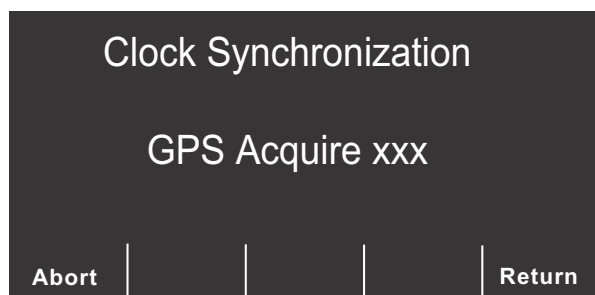 Clock Synchronization
GPS Acquire xxx
Abort Return